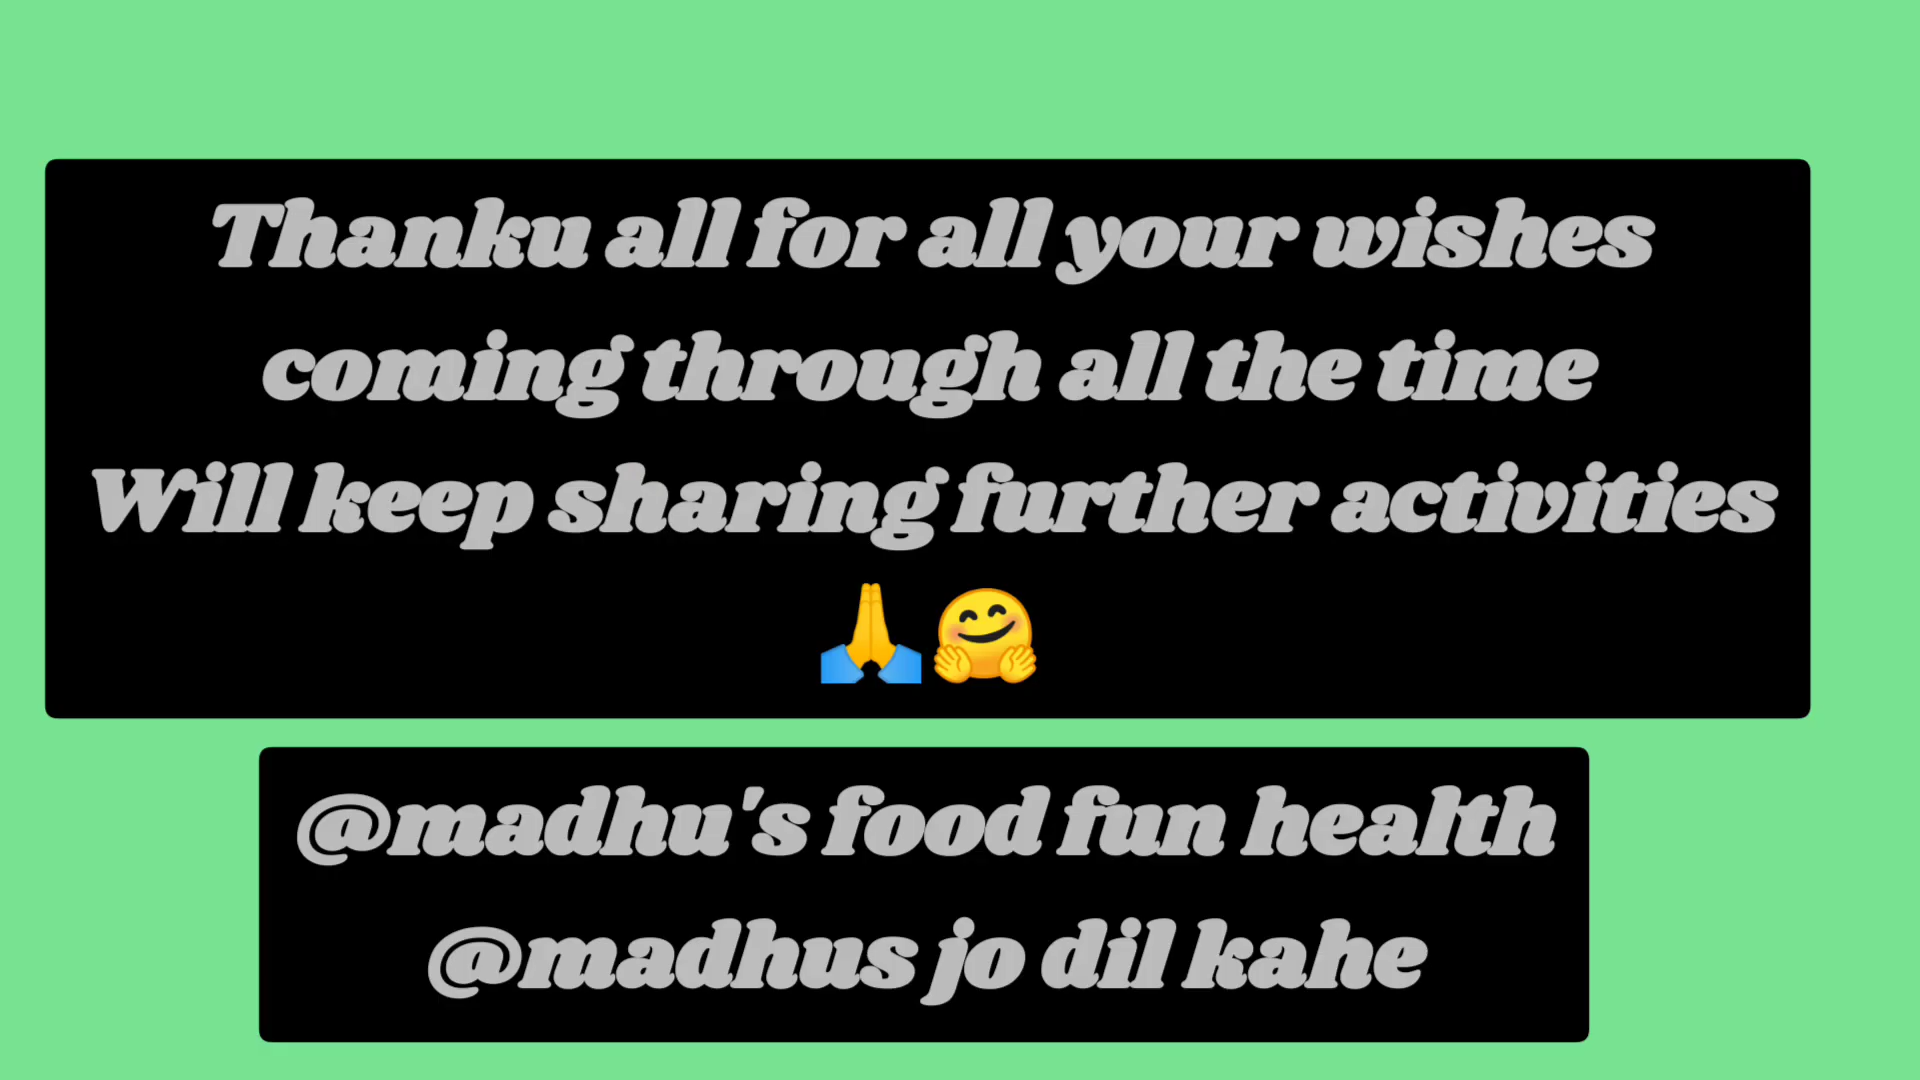 Thanku all for all your wishes
coming through all the time
Will keep sharing further activities
🙏🤗
@madhu's food fun health
@madhus jo dil kahe